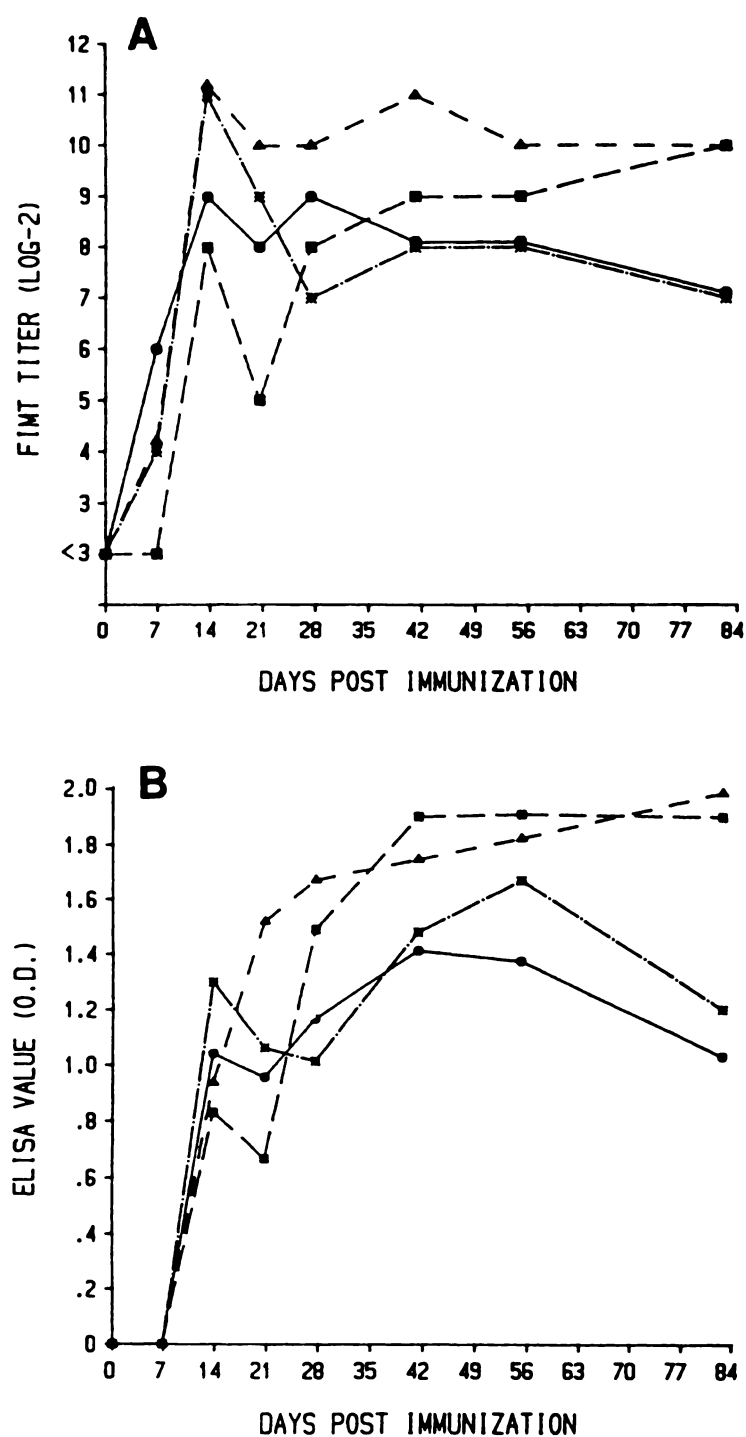 A
12
11
10
9
8
7
6
5
4
3
<3
FIMT TITER (LOG-2)
0 7 14 21 28 35 42 49 56 63 70 77 84
DAYS POST IMMUNIZATION
B
2.0
1.8
1.6
1.4
1.2
1.0
.8
.6
.4
.2
0
ELISA VALUE (O.D.)
0 7 14 21 28 35 42 49 56 63 70 77 84
DAYS POST IMMUNIZATION